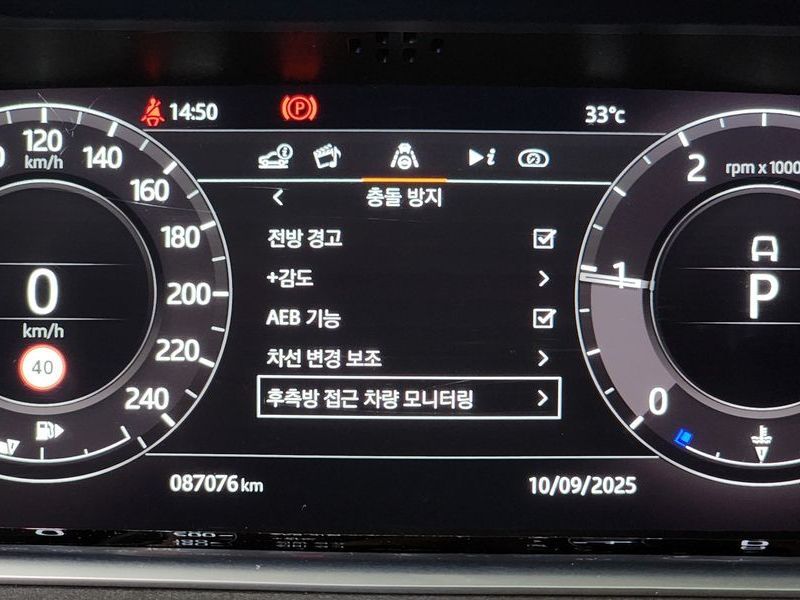 14:50
33°c
120
km/h
140
160
180
200
220
240
0
km/h
40
충돌 방지
전방 경고
+감도
AEB 기능
차선 변경 보조
후측방 접근 차량 모니터링
2
rpm x 1000
1
0
P
087076 km
10/09/2025